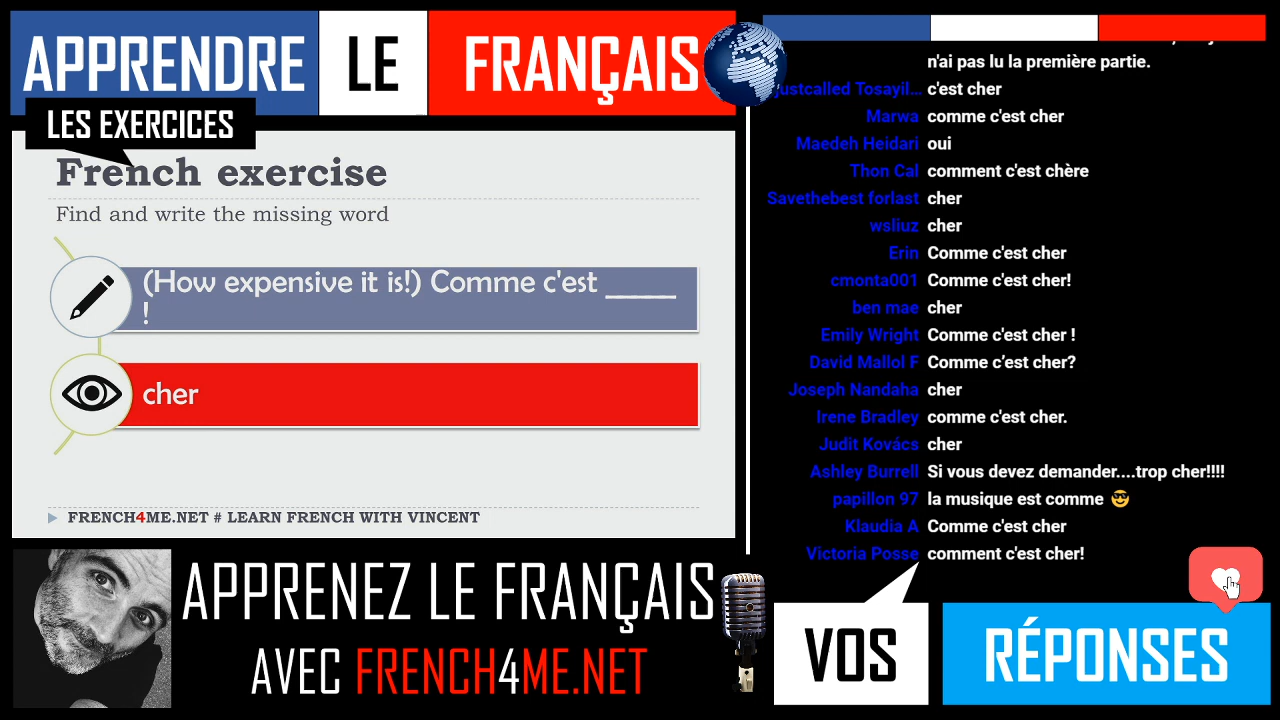 APPRENDRE LE FRANÇAIS
LES EXERCICES
French exercise
Find and write the missing word
(How expensive it is!) Comme c'est _____
!
cher
FRENCH4ME.NET # LEARN FRENCH WITH VINCENT
APPRENEZ LE FRANÇAIS
AVEC FRENCH4ME.NET
n'ai pas lu la première partie.
justcalled Tosayil... c'est cher
Marwa comme c'est cher
Maedeh Heidari oui
Thon Cal comment c'est chère
Savethebest forlast cher
wsliuz cher
Erin Comme c'est cher
cmonta001 Comme c'est cher!
ben mae cher
Emily Wright Comme c'est cher !
David Mallol F Comme c’est cher?
Joseph Nandaha cher
Irene Bradley comme c'est cher.
Judit Kovács cher
Ashley Burrell Si vous devez demander....trop cher!!!!
papillon 97 la musique est comme 😎
Klaudia A Comme c'est cher
Victoria Posse comment c'est cher!
VOS RÉPONSES